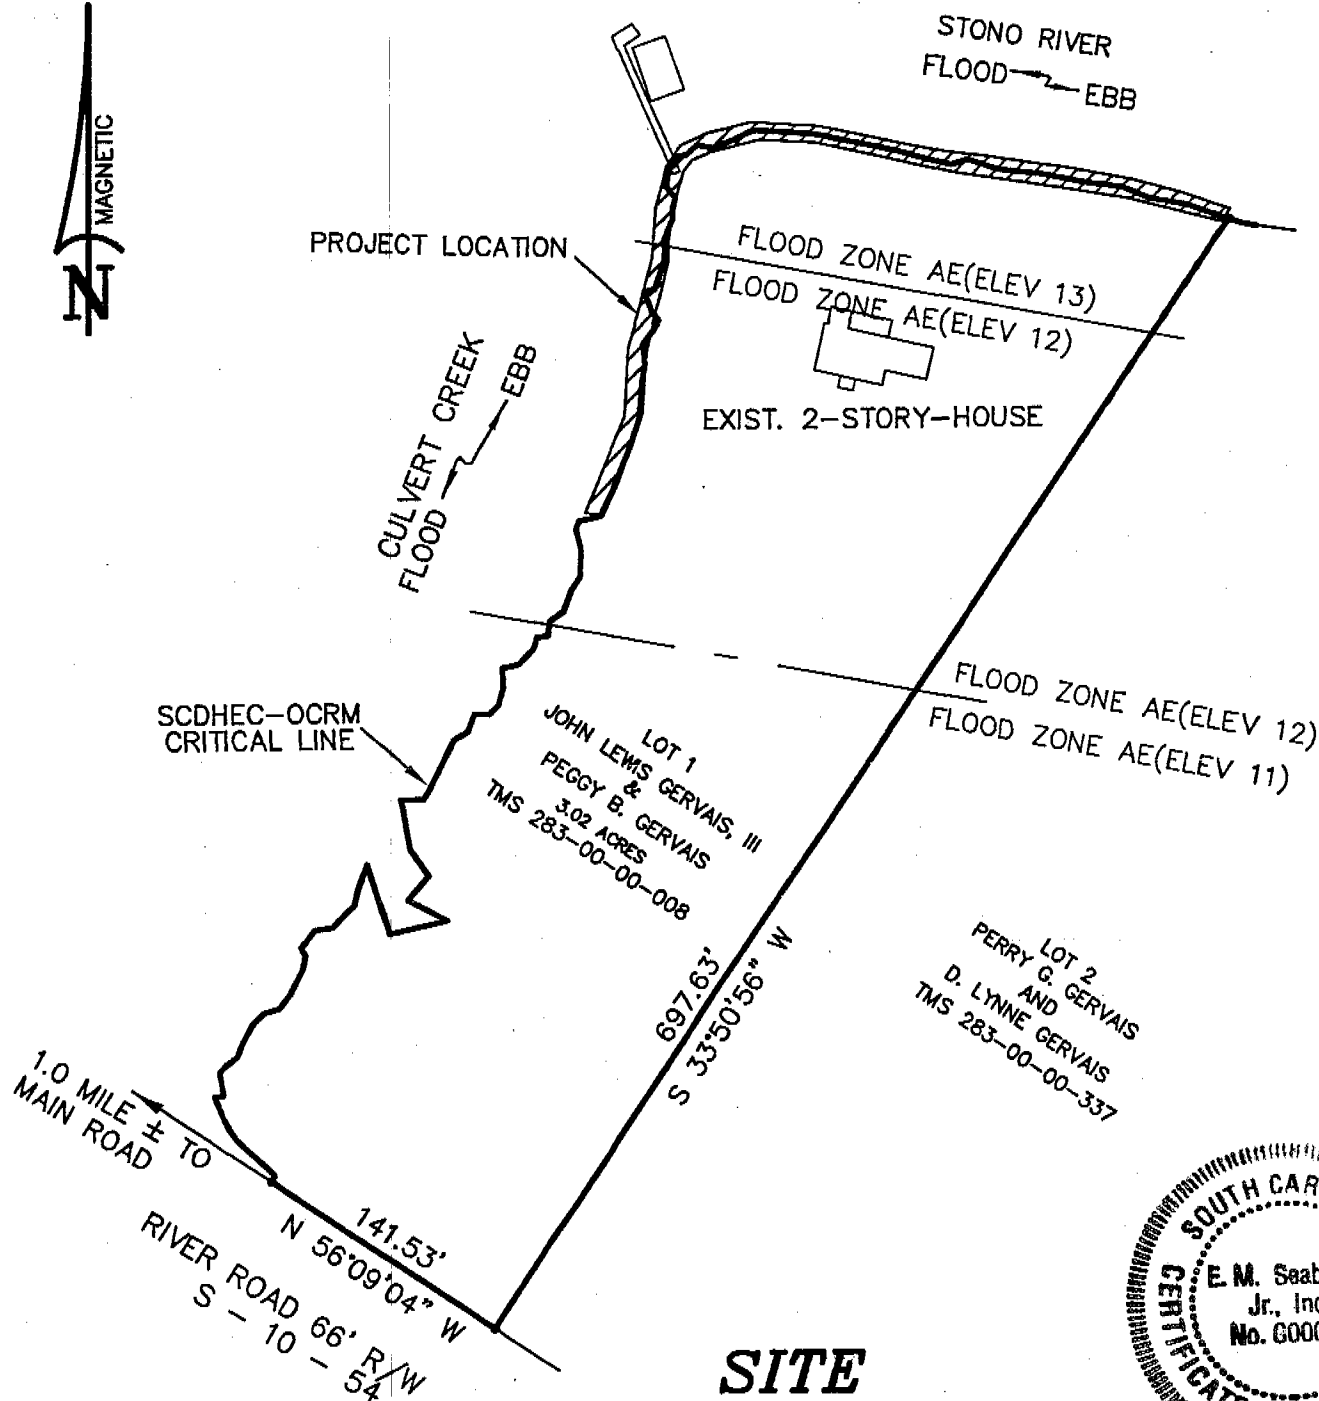 STONO RIVER
FLOOD EBB
MAGNETIC
N
PROJECT LOCATION
FLOOD ZONE AE(ELEV 13)
FLOOD ZONE AE(ELEV 12)
EXIST. 2-STORY-HOUSE
CULVERT CREEK
FLOOD EBB
FLOOD ZONE AE(ELEV 12)
FLOOD ZONE AE(ELEV 11)
SCDHEC-OCRM
CRITICAL LINE
LOT 1
JOHN LEWIS GERVAIS, III
&
PEGGY B. GERVAIS
3.02 ACRES
TMS 283-00-00-008
697.63'
S 33°50'56" W
LOT 2
PERRY G. GERVAIS
AND
D. LYNNE GERVAIS
TMS 283-00-00-337
1.0 MILE ± TO
MAIN ROAD
141.53'
N 56°09'04" W
RIVER ROAD 66' R/W
S - 10 - 54
SITE
SOUTH CAR
CERTIFICATE
E. M. Seab
Jr., Inc
No. C000